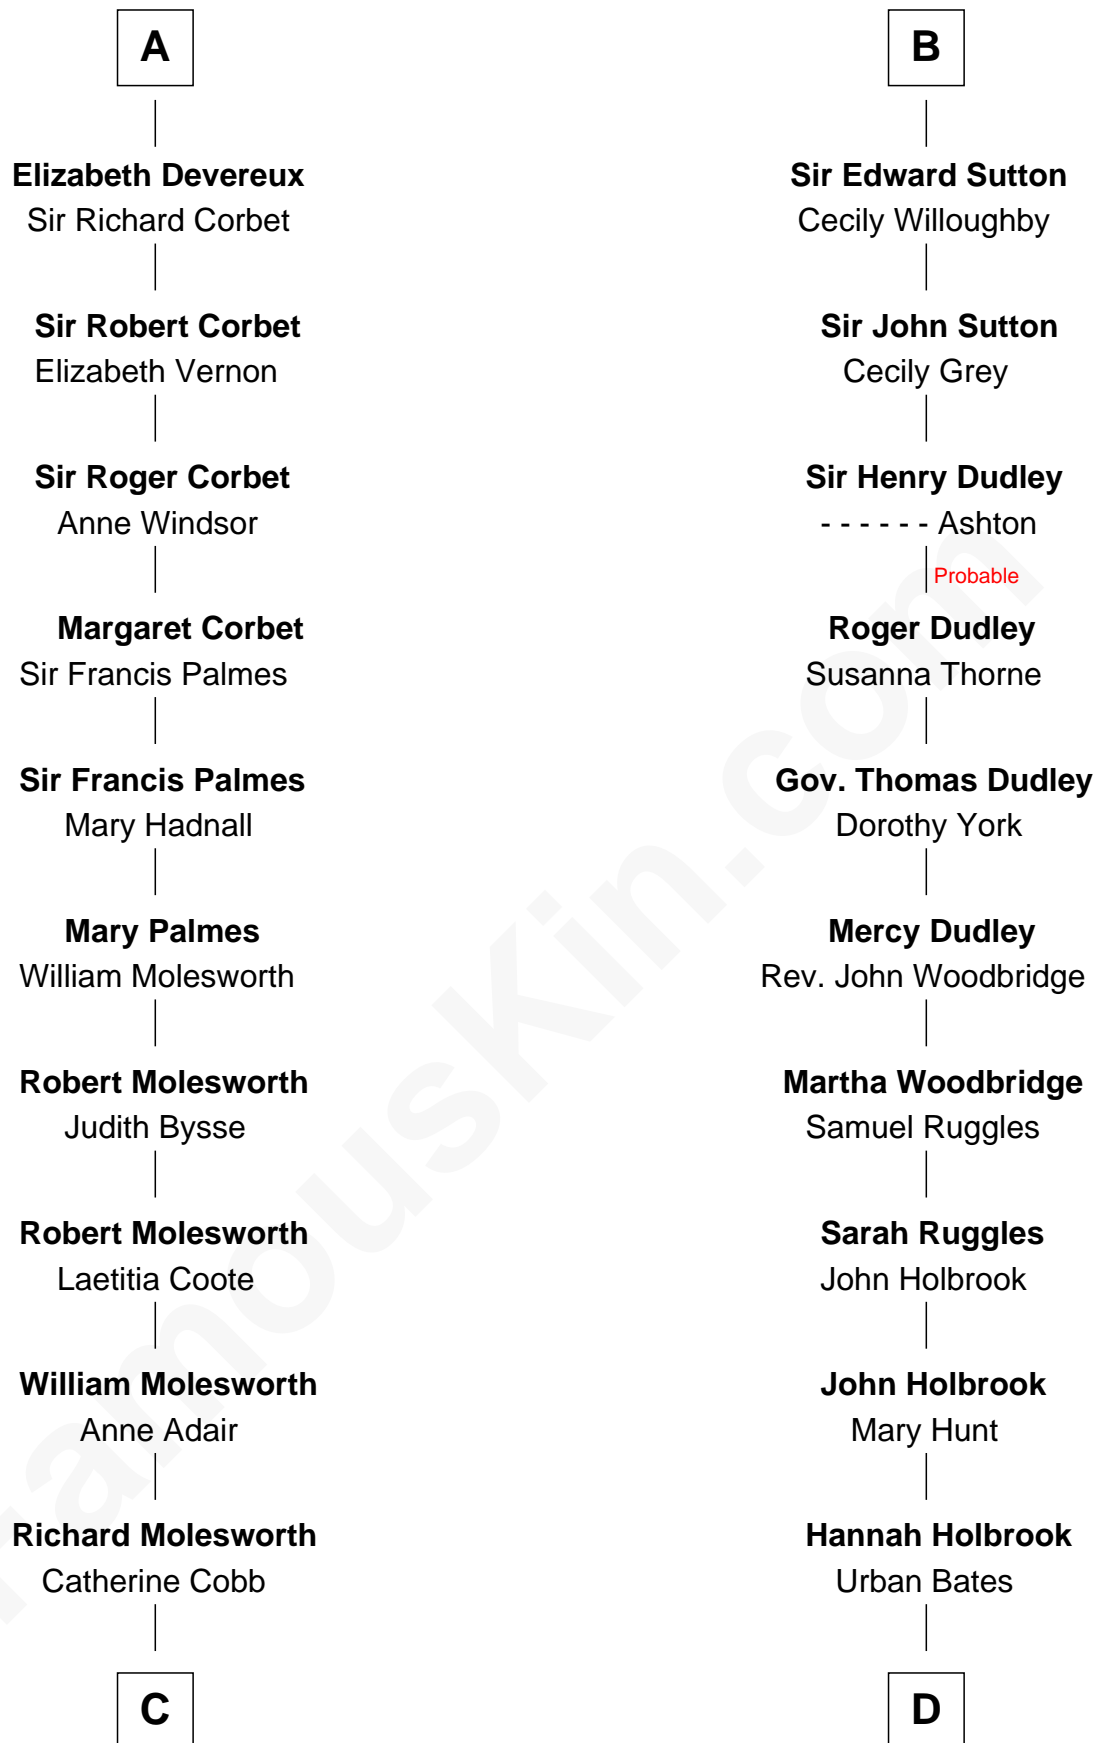 A
Elizabeth Devereux
Sir Richard Corbet
Sir Robert Corbet
Elizabeth Vernon
Sir Roger Corbet
Anne Windsor
Margaret Corbet
Sir Francis Palmes
Sir Francis Palmes
Mary Hadnall
Mary Palmes
William Molesworth
Robert Molesworth
Judith Bysse
Robert Molesworth
Laetitia Coote
William Molesworth
Anne Adair
Richard Molesworth
Catherine Cobb
C
B
Sir Edward Sutton
Cecily Willoughby
Sir John Sutton
Cecily Grey
Sir Henry Dudley
- - - - - - Ashton
Probable
Roger Dudley
Susanna Thorne
Gov. Thomas Dudley
Dorothy York
Mercy Dudley
Rev. John Woodbridge
Martha Woodbridge
Samuel Ruggles
Sarah Ruggles
John Holbrook
John Holbrook
Mary Hunt
Hannah Holbrook
Urban Bates
D
FamousKin.com